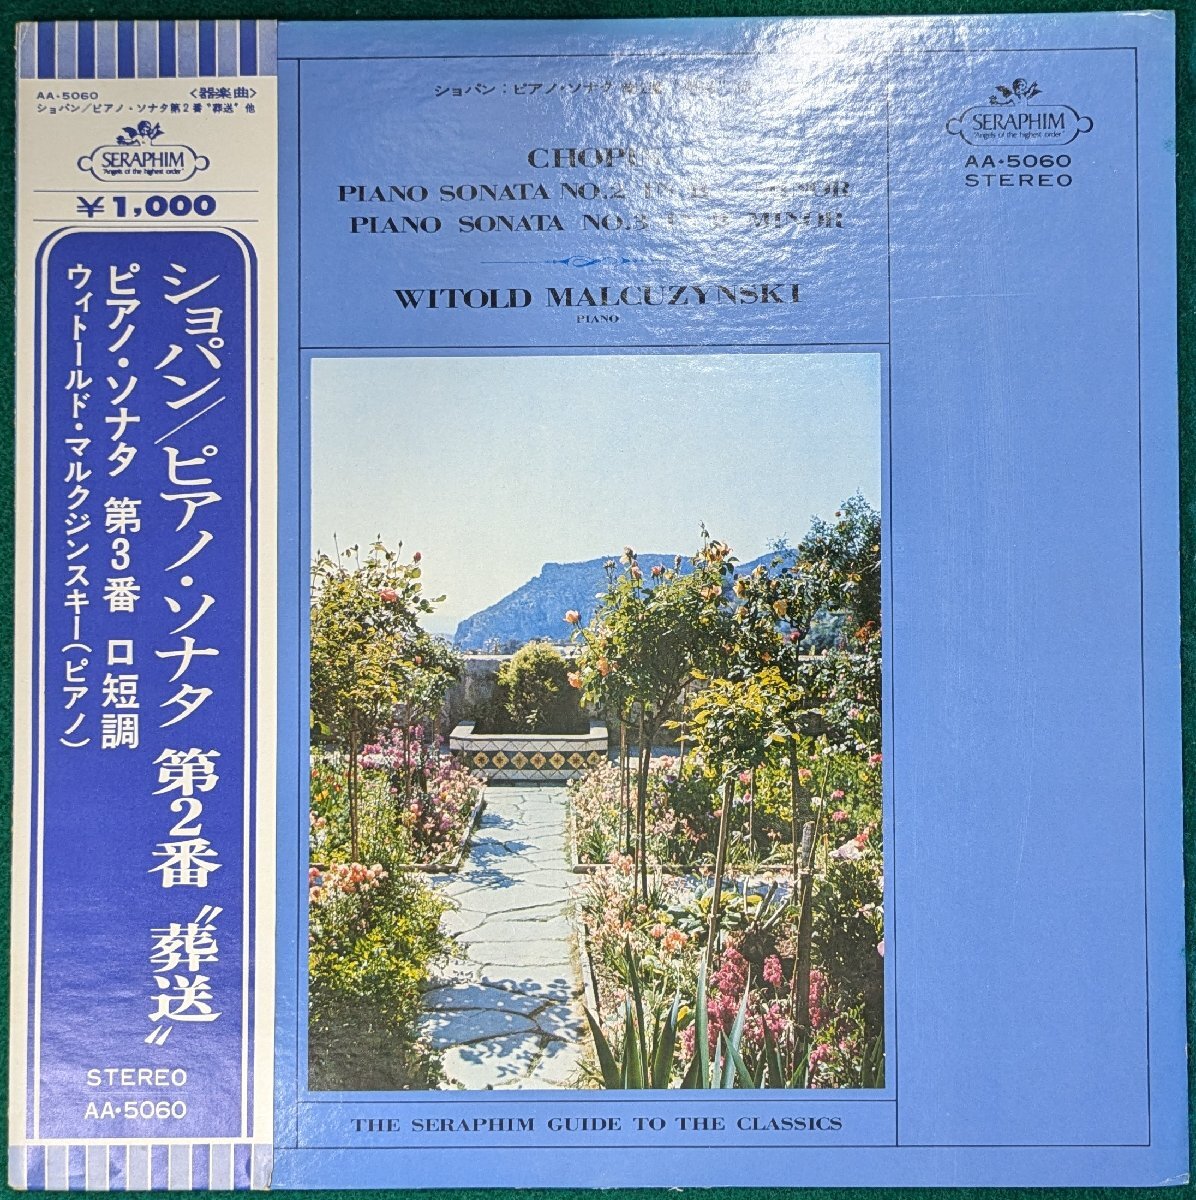 AA・5060
〈器楽曲〉
ショパン/ピアノ・ソナタ第2番“葬送”他
SERAPHIM
"Angels of the highest order"
¥1,000
ショパン/ピアノ・ソナタ 第2番 “葬送”
ピアノ・ソナタ 第3番 ロ短調
ウィトールド・マルクジンスキー(ピアノ)
STEREO
AA・5060
ショパン:ピアノ・ソナタ
CHOPIN
PIANO SONATA NO.2 IN B MINOR
PIANO SONATA NO.3 IN B MINOR
WITOLD MALCUZYNSKI
PIANO
SERAPHIM
"Angels of the highest order"
AA・5060
STEREO
THE SERAPHIM GUIDE TO THE CLASSICS